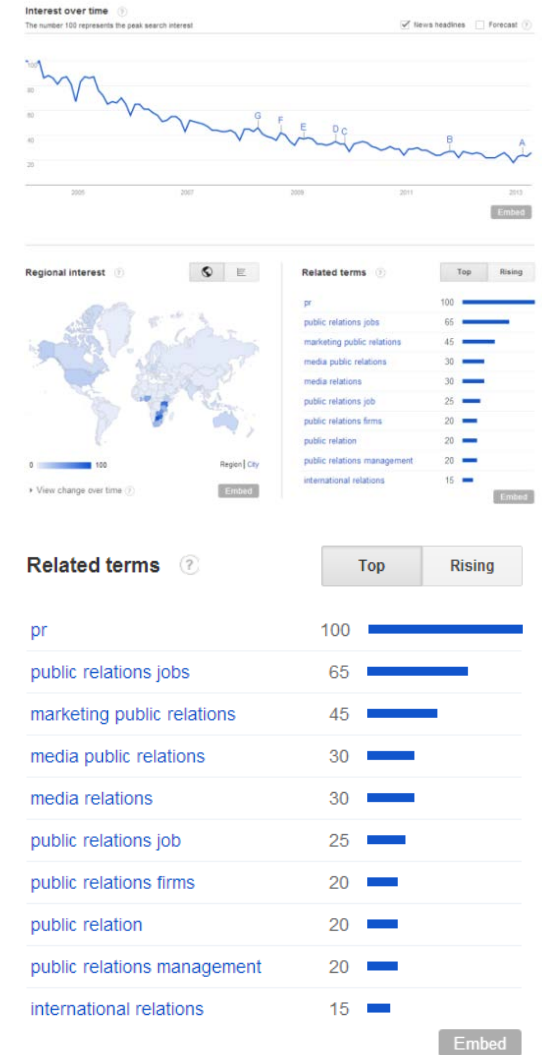 Interest over time ?
The number 100 represents the peak search interest
News headlines Forecast ?
100
80
60
40
20
G F E D C B A
2005 2007 2009 2011 2013
Embed
Regional interest ?
0 100
Region | City
View change over time ?
Embed
Related terms ?
Top Rising
pr 100
public relations jobs 65
marketing public relations 45
media public relations 30
media relations 30
public relations job 25
public relations firms 20
public relation 20
public relations management 20
international relations 15
Embed
Related terms ?
Top Rising
pr 100
public relations jobs 65
marketing public relations 45
media public relations 30
media relations 30
public relations job 25
public relations firms 20
public relation 20
public relations management 20
international relations 15
Embed